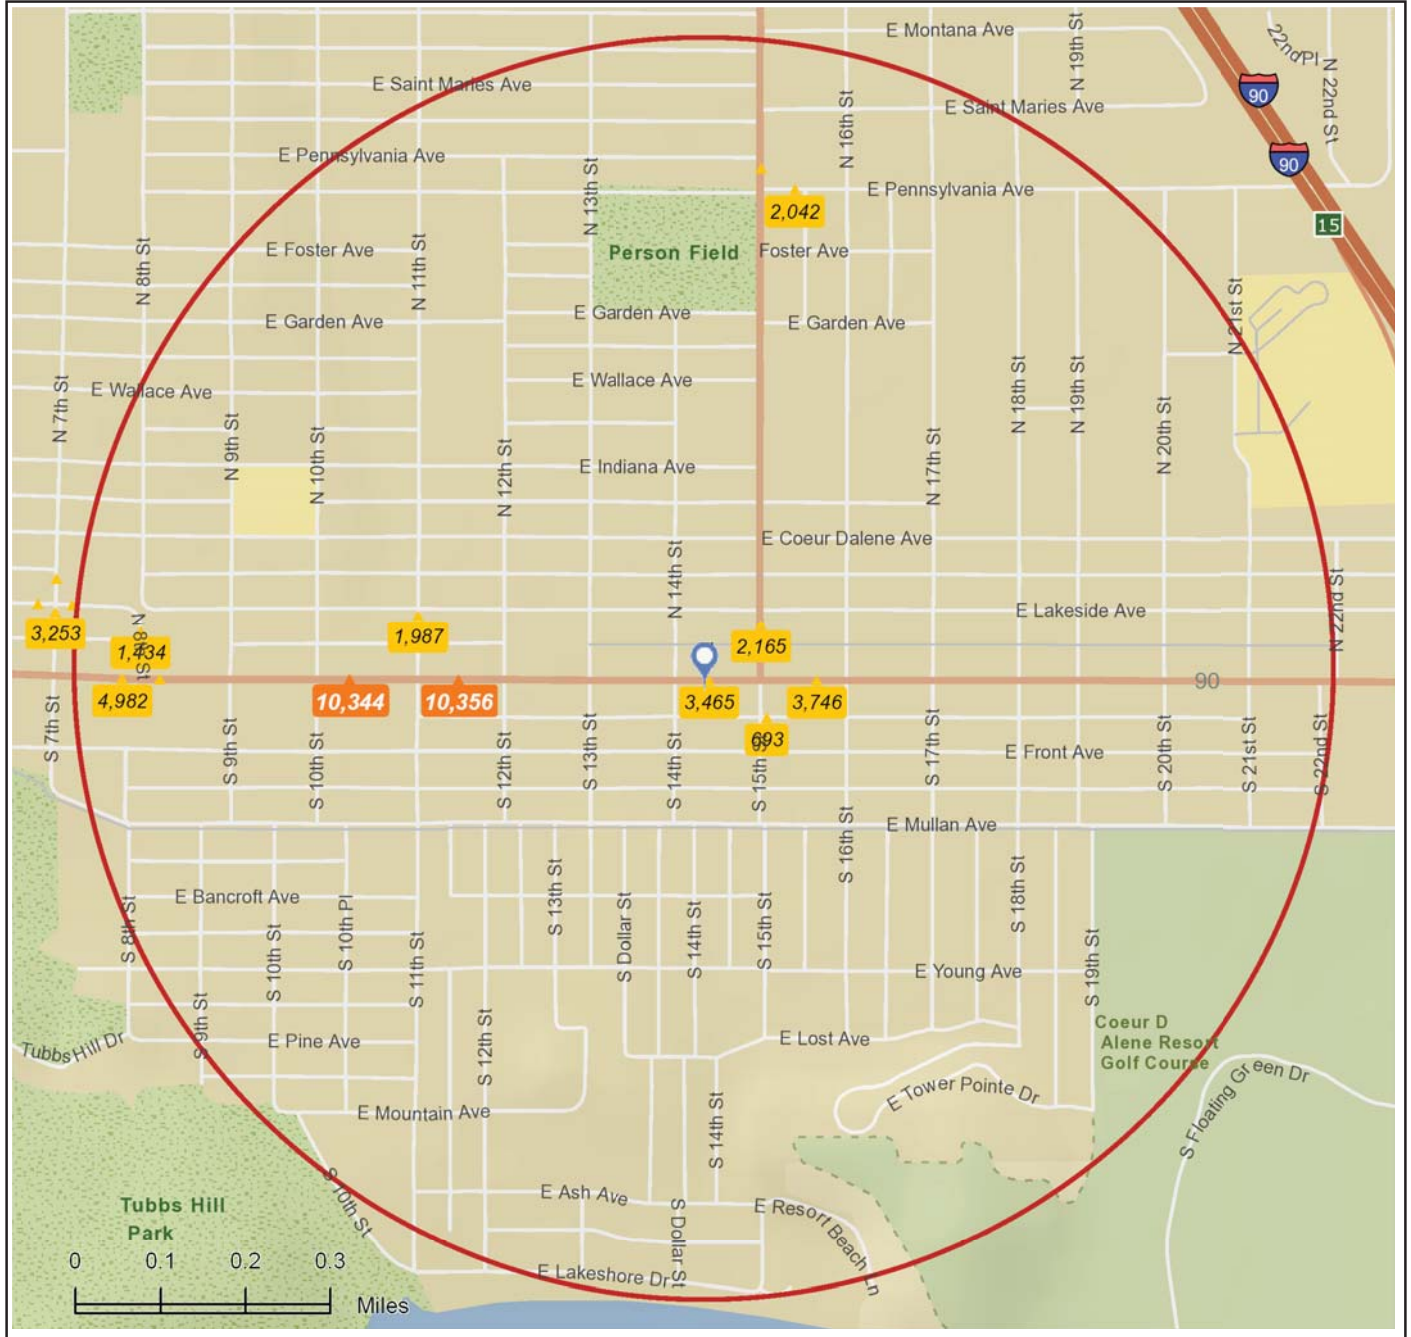 E Montana Ave
N 19th St
22nd Pl
N 22nd St
E Saint Maries Ave
90
E Saint Maries Ave
N 16th St
E Pennsylvania Ave
90
N 13th St
E Pennsylvania Ave
2,042
15
N 8th St
E Foster Ave
N 11th St
Person Field
Foster Ave
N 21st St
E Garden Ave
E Garden Ave
E Garden Ave
N 7th St
E Wallace Ave
E Wallace Ave
N 18th St
N 19th St
N 20th St
N 9th St
N 10th St
N 12th St
E Indiana Ave
N 17th St
N 14th St
E Coeur Dalene Ave
N 22nd St
E Lakeside Ave
3,253
N 8th St
1,434
1,987
2,165
4,982
10,344
10,356
3,465
3,746
90
S 7th St
S 9th St
S 10th St
S 12th St
S 13th St
S 14th St
693
S 15th
S 17th St
E Front Ave
S 20th St
S 21st St
S 22nd St
E Mullan Ave
S 16th St
E Bancroft Ave
S 8th St
S 10th Pl
S 13th St
S Dollar St
S 14th St
S 15th St
S 18th St
S 10th St
S 11th St
E Young Ave
S 19th St
S 9th St
Tubbs Hill Dr
E Pine Ave
S 12th St
E Lost Ave
Coeur D
Alene Resort
Golf Course
E Mountain Ave
E Tower Pointe Dr
S Floating Green Dr
S 14th St
Tubbs Hill
Park
S 10th St
E Ash Ave
S Dollar St
E Resort Beach Ln
E Lakeshore Dr
0 0.1 0.2 0.3
Miles